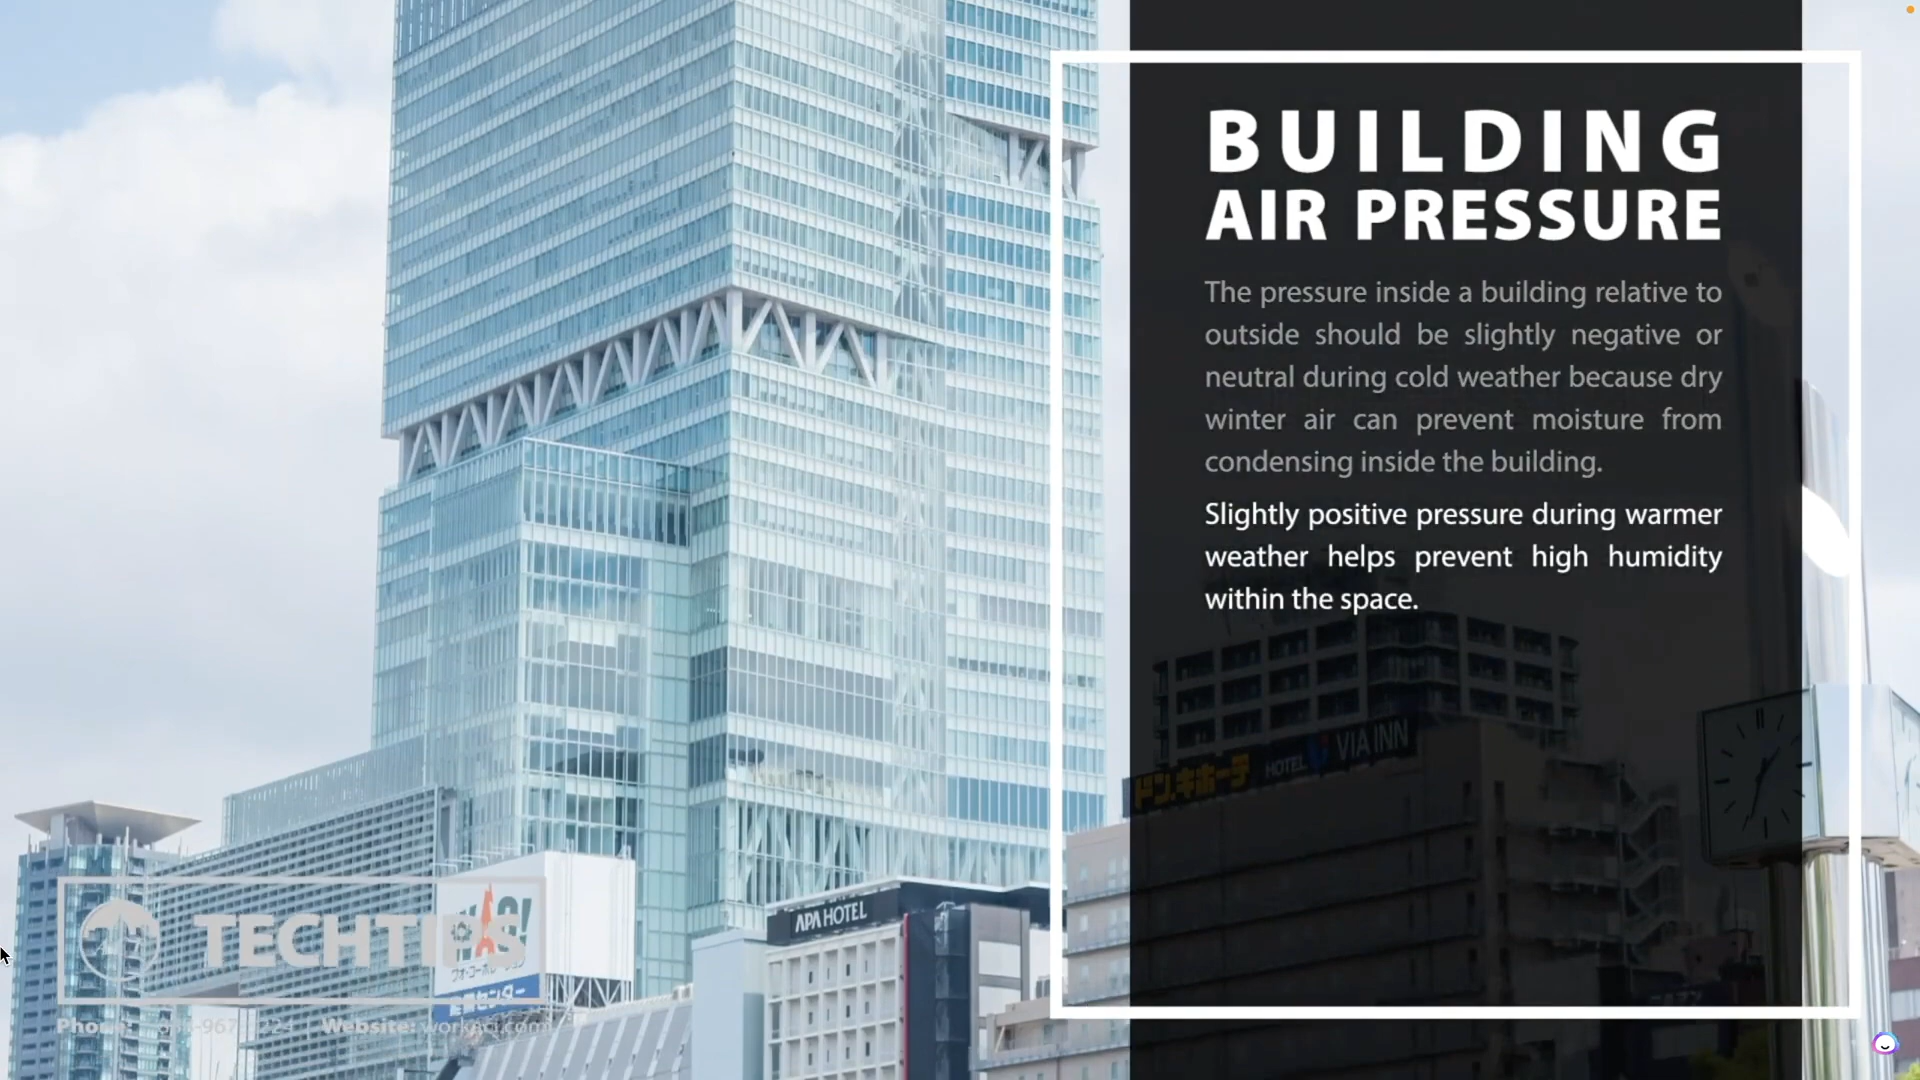 BUILDING
AIR PRESSURE
The pressure inside a building relative to
outside should be slightly negative or
neutral during cold weather because dry
winter air can prevent moisture from
condensing inside the building.
Slightly positive pressure during warmer
weather helps prevent high humidity
within the space.
HOTEL VIA INN
ドン.キホーテ
APA HOTEL
TECHTIPS
Phone: Website: